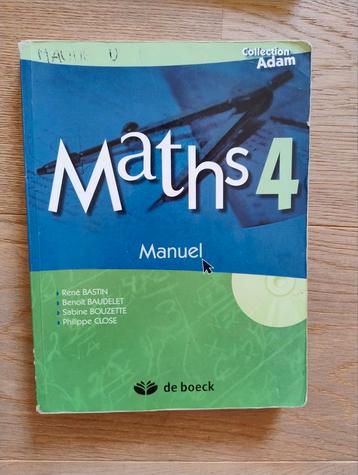 Collection
Adam
Maths 4
Manuel
René BASTIN
Benoît BAUDELET
Sabine BOUZETTE
Philippe CLOSE
de boeck